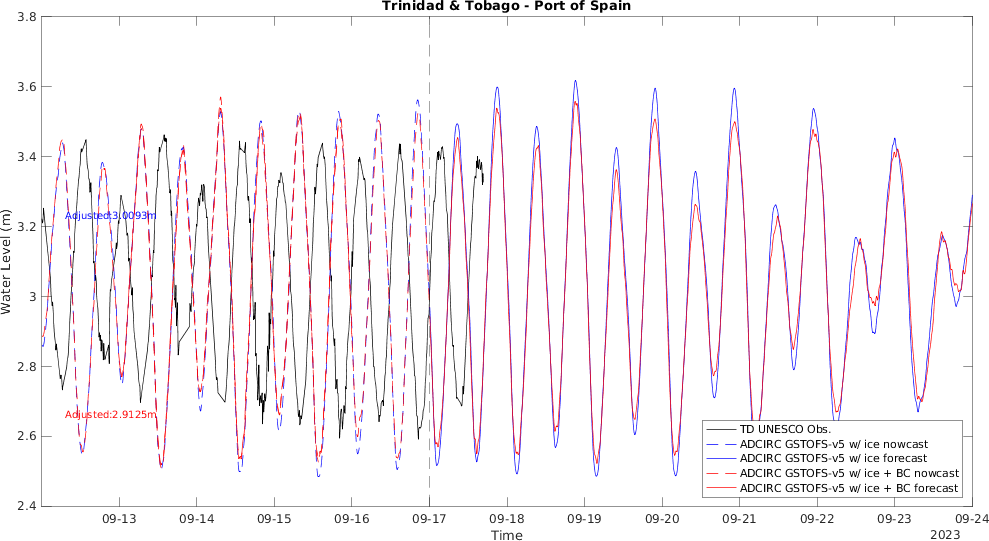 Trinidad & Tobago - Port of Spain
3.8
3.6
3.4
3.2
3
2.8
2.6
2.4
Water Level (m)
Adjusted:3.0093m
Adjusted:2.9125m
TD UNESCO Obs.
ADCIRC GSTOFS-v5 w/ ice nowcast
ADCIRC GSTOFS-v5 w/ ice forecast
ADCIRC GSTOFS-v5 w/ ice + BC nowcast
ADCIRC GSTOFS-v5 w/ ice + BC forecast
09-13 09-14 09-15 09-16 09-17 09-18 09-19 09-20 09-21 09-22 09-23 09-24
Time
2023